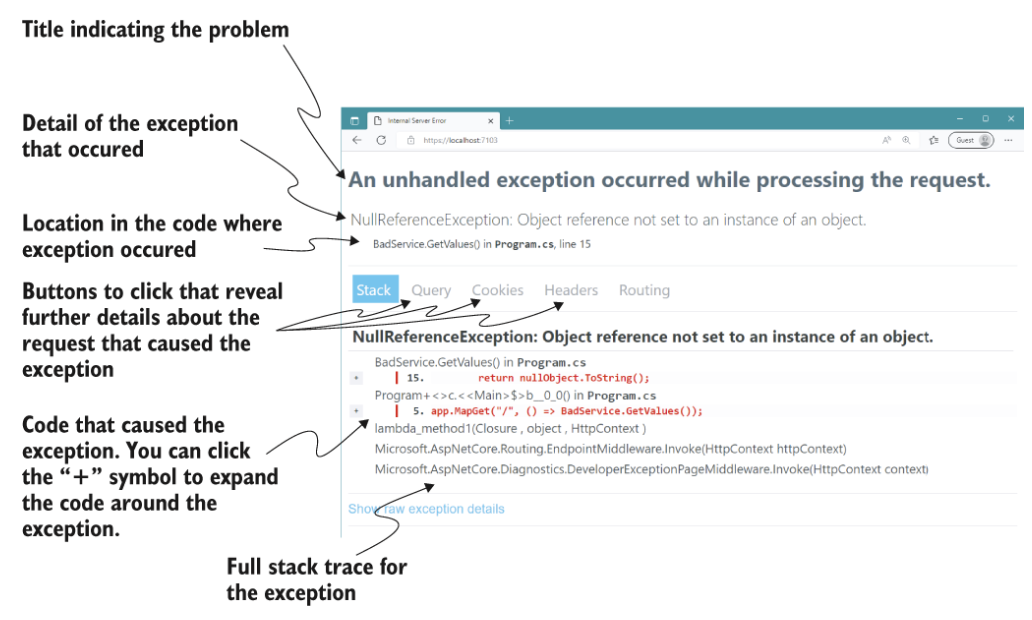 Title indicating the problem
Detail of the exception
that occured
Location in the code where
exception occured
Buttons to click that reveal
further details about the
request that caused the
exception
Code that caused the
exception. You can click
the “+” symbol to expand
the code around the
exception.
Full stack trace for
the exception
Internal Server Error
https://localhost:7103
Guest
An unhandled exception occurred while processing the request.
NullReferenceException: Object reference not set to an instance of an object.
BadService.GetValues() in Program.cs, line 15
Stack Query Cookies Headers Routing
NullReferenceException: Object reference not set to an instance of an object.
BadService.GetValues() in Program.cs
+ 15. return nullObject.ToString();
Program+<>c.<<Main>$>b__0_0() in Program.cs
+ 5. app.MapGet("/", () => BadService.GetValues());
lambda_method1(Closure , object , HttpContext )
Microsoft.AspNetCore.Routing.EndpointMiddleware.Invoke(HttpContext httpContext)
Microsoft.AspNetCore.Diagnostics.DeveloperExceptionPageMiddleware.Invoke(HttpContext context)
Show raw exception details